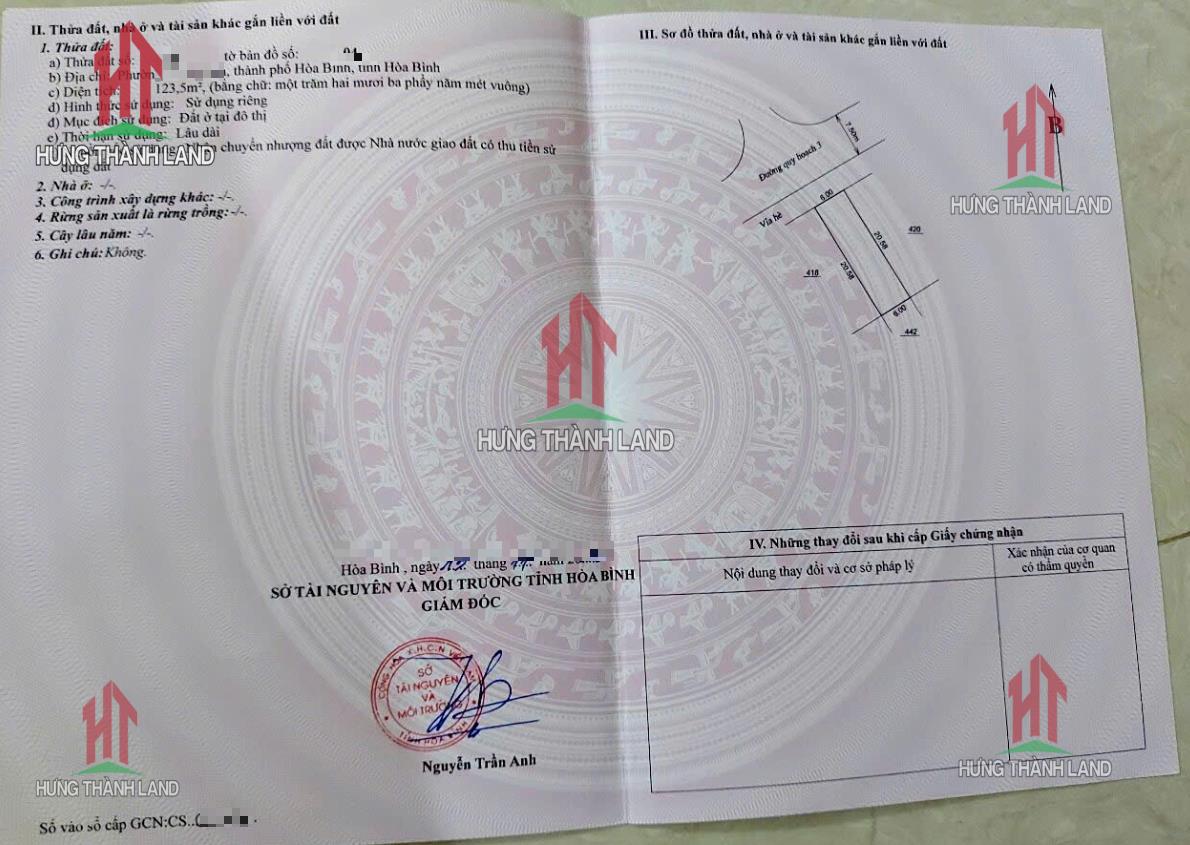 II. Thửa đất, nhà ở và tài sản khác gắn liền với đất
1. Thửa đất:
a) Thửa đất số: tờ bản đồ số:
b) Địa chỉ: Phường, thành phố Hòa Bình, tỉnh Hòa Bình
c) Diện tích: 123,5m², (bằng chữ: một trăm hai mươi ba phẩy năm mét vuông)
d) Hình thức sử dụng: Sử dụng riêng
đ) Mục đích sử dụng: Đất ở tại đô thị
e) Thời hạn sử dụng: Lâu dài
chuyển nhượng đất được Nhà nước giao đất có thu tiền sử
dụng đất
2. Nhà ở: -/-.
3. Công trình xây dựng khác: -/-.
4. Rừng sản xuất là rừng trồng:-/-.
5. Cây lâu năm: -/-.
6. Ghi chú: Không.
Hòa Bình , ngày tháng năm
SỞ TÀI NGUYÊN VÀ MÔI TRƯỜNG TỈNH HÒA BÌNH
GIÁM ĐỐC
CỘNG HÒA X.H.C.N VIỆT NAM
SỞ
TÀI NGUYÊN
VÀ
MÔI TRƯỜNG
TỈNH HÒA BÌNH
Nguyễn Trần Anh
Số vào sổ cấp GCN:CS..
III. Sơ đồ thửa đất, nhà ở và tài sản khác gắn liền với đất
B
7.50m
Đường quy hoạch 3
Vỉa hè
6.00
20.58
420
418
20.58
6.00
442
IV. Những thay đổi sau khi cấp Giấy chứng nhận
Nội dung thay đổi và cơ sở pháp lý
Xác nhận của cơ quan
có thẩm quyền
HƯNG THÀNH LAND
HƯNG THÀNH LAND
HƯNG THÀNH LAND
HƯNG THÀNH LAND
HƯNG THÀNH LAND